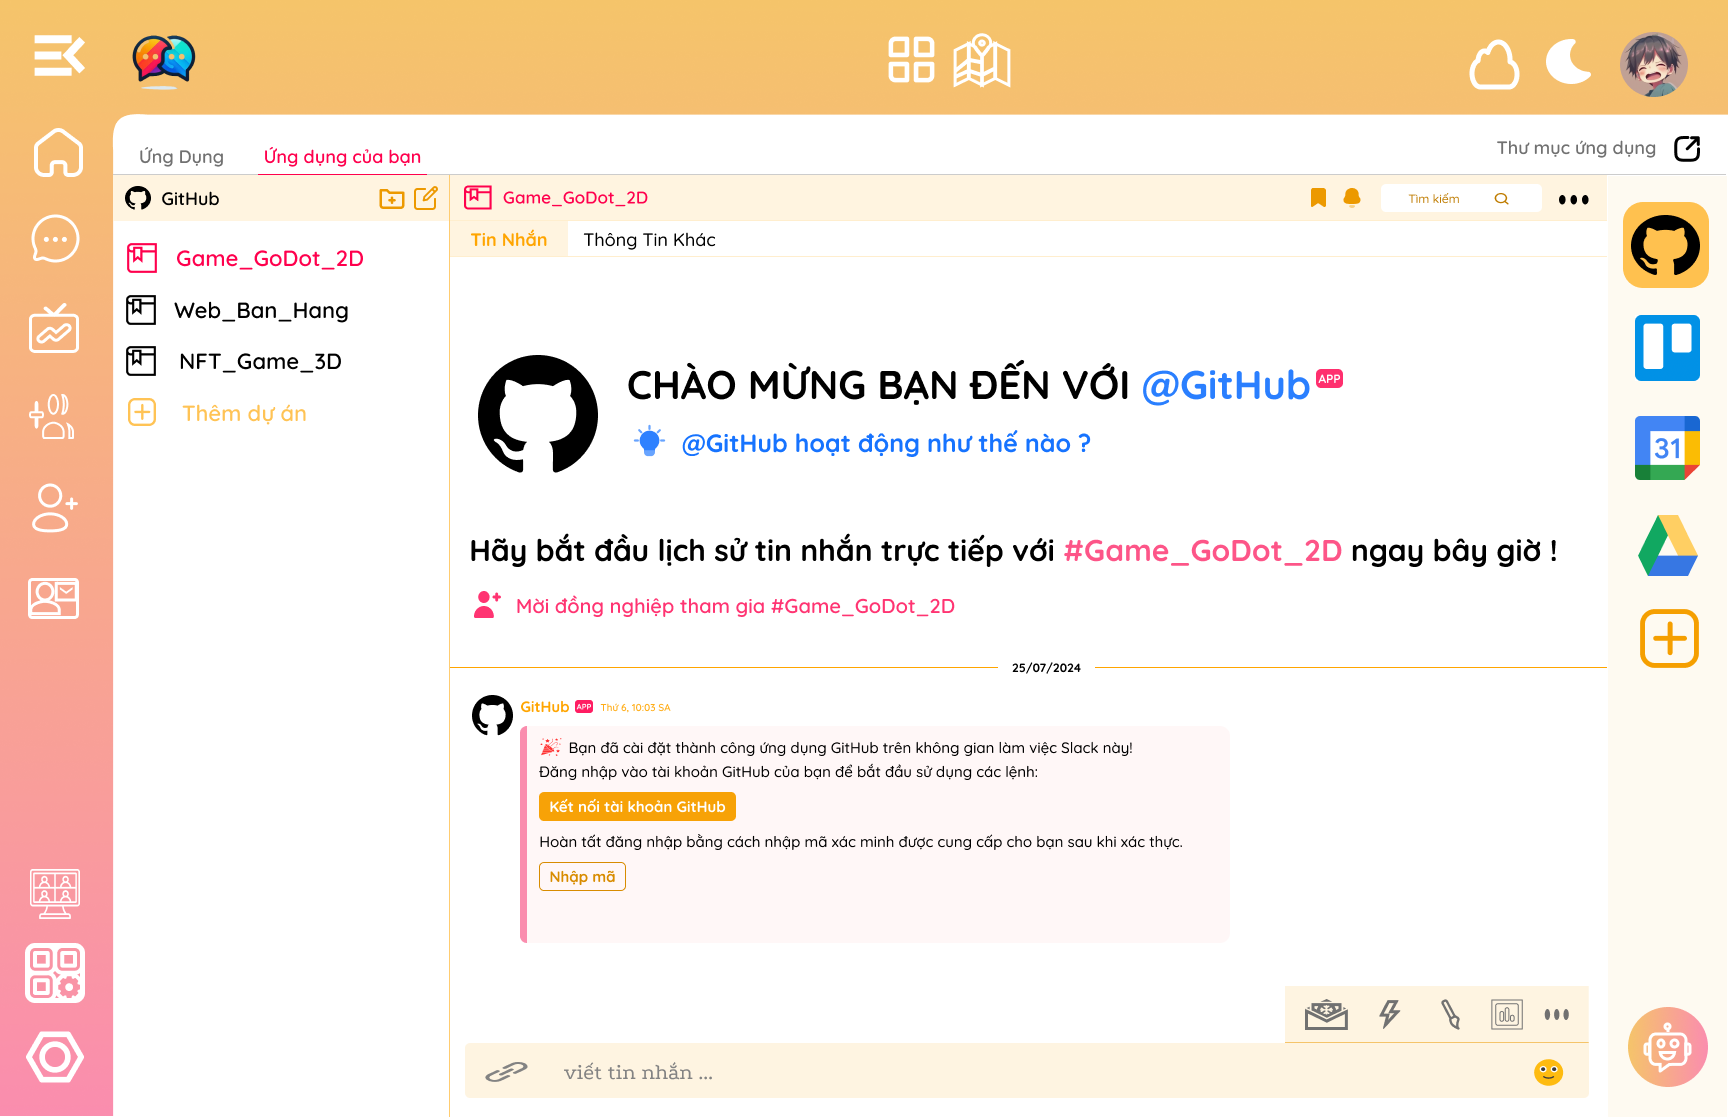 Ứng Dụng
Ứng dụng của bạn
Thư mục ứng dụng
GitHub
Game_GoDot_2D
Web_Ban_Hang
NFT_Game_3D
Thêm dự án
Game_GoDot_2D
Tìm kiếm
Tin Nhắn
Thông Tin Khác
CHÀO MỪNG BẠN ĐẾN VỚI @GitHub APP
@GitHub hoạt động như thế nào ?
Hãy bắt đầu lịch sử tin nhắn trực tiếp với #Game_GoDot_2D ngay bây giờ !
Mời đồng nghiệp tham gia #Game_GoDot_2D
25/07/2024
GitHub APP Thứ 6, 10:03 SA
Bạn đã cài đặt thành công ứng dụng GitHub trên không gian làm việc Slack này!
Đăng nhập vào tài khoản GitHub của bạn để bắt đầu sử dụng các lệnh:
Kết nối tài khoản GitHub
Hoàn tất đăng nhập bằng cách nhập mã xác minh được cung cấp cho bạn sau khi xác thực.
Nhập mã
viết tin nhắn ...
31